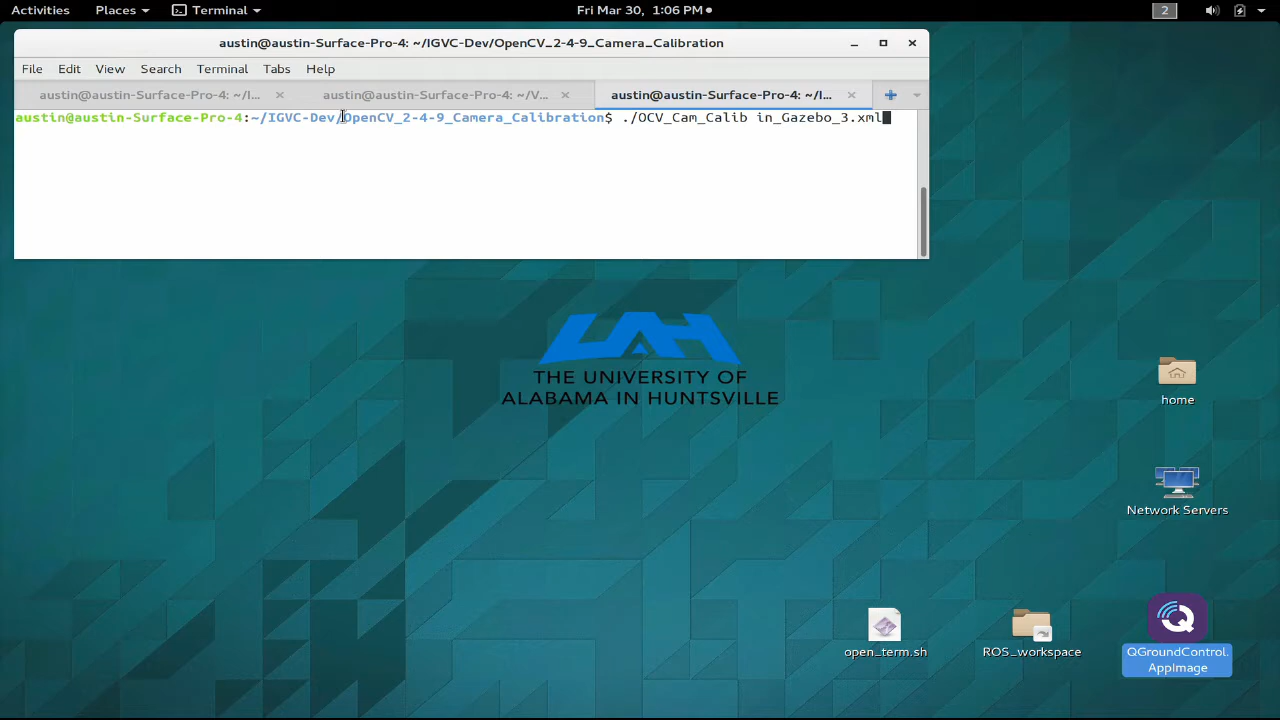 Activities Places Terminal Fri Mar 30, 1:06 PM 2
austin@austin-Surface-Pro-4: ~/IGVC-Dev/OpenCV_2-4-9_Camera_Calibration
File Edit View Search Terminal Tabs Help
austin@austin-Surface-Pro-4: ~/I... austin@austin-Surface-Pro-4: ~/V... austin@austin-Surface-Pro-4: ~/I...
austin@austin-Surface-Pro-4:~/IGVC-Dev/OpenCV_2-4-9_Camera_Calibration$ ./OCV_Cam_Calib in_Gazebo_3.xml
UAH
THE UNIVERSITY OF
ALABAMA IN HUNTSVILLE
home
Network Servers
open_term.sh
ROS_workspace
QGroundControl.
AppImage